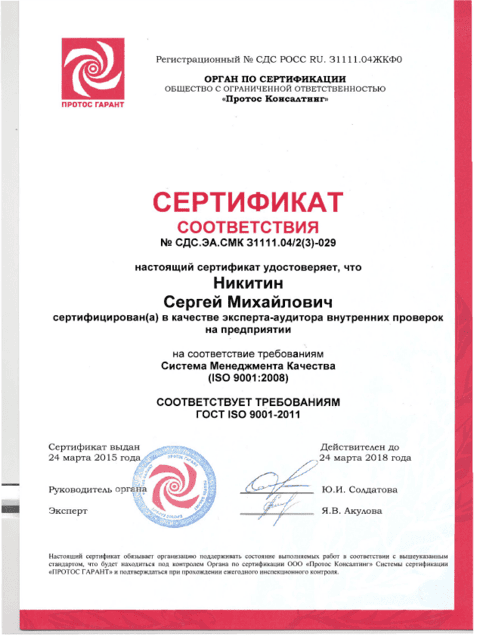 Регистрационный № СДС РОСС RU. З1111.04ЖКФ0
ОРГАН ПО СЕРТИФИКАЦИИ
ОБЩЕСТВО С ОГРАНИЧЕННОЙ ОТВЕТСТВЕННОСТЬЮ
«Протос Консалтинг»
ПРОТОС ГАРАНТ
СЕРТИФИКАТ
СООТВЕТСТВИЯ
№ СДС.ЭА.СМК З1111.04/2(3)-029
настоящий сертификат удостоверяет, что
Никитин
Сергей Михайлович
сертифицирован(а) в качестве эксперта-аудитора внутренних проверок
на предприятии
на соответствие требованиям
Система Менеджмента Качества
(ISO 9001:2008)
СООТВЕТСТВУЕТ ТРЕБОВАНИЯМ
ГОСТ ISO 9001-2011
Сертификат выдан
24 марта 2015 года
Действителен до
24 марта 2018 года
Руководитель органа
Ю.И. Солдатова
Эксперт
Я.В. Акулова
Настоящий сертификат обязывает организацию поддерживать состояние выполняемых работ в соответствии с вышеуказанным
стандартом, что будет находиться под контролем Органа по сертификации ООО «Протос Консалтинг» Системы сертификации
«ПРОТОС ГАРАНТ» и подтверждаться при прохождении ежегодного инспекционного контроля.